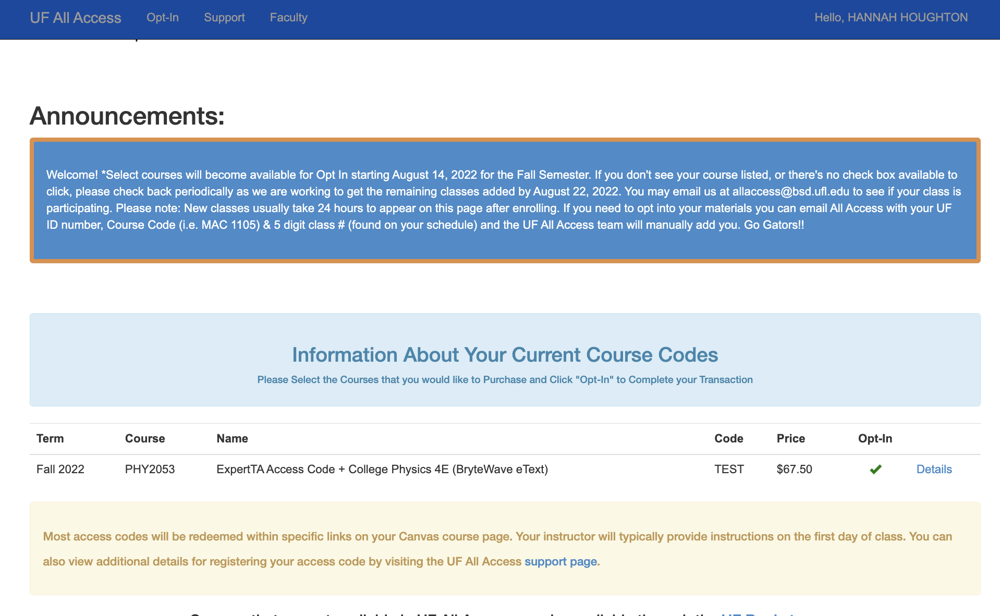 UF All Access Opt-In Support Faculty Hello, HANNAH HOUGHTON
Announcements:
Welcome! *Select courses will become available for Opt In starting August 14, 2022 for the Fall Semester. If you don't see your course listed, or there's no check box available to
click, please check back periodically as we are working to get the remaining classes added by August 22, 2022. You may email us at allaccess@bsd.ufl.edu to see if your class is
participating. Please note: New classes usually take 24 hours to appear on this page after enrolling. If you need to opt into your materials you can email All Access with your UF
ID number, Course Code (i.e. MAC 1105) & 5 digit class # (found on your schedule) and the UF All Access team will manually add you. Go Gators!!
Information About Your Current Course Codes
Please Select the Courses that you would like to Purchase and Click "Opt-In" to Complete your Transaction
Term Course Name Code Price Opt-In
Fall 2022 PHY2053 ExpertTA Access Code + College Physics 4E (BryteWave eText) TEST $67.50 Details
Most access codes will be redeemed within specific links on your Canvas course page. Your instructor will typically provide instructions on the first day of class. You can
also view additional details for registering your access code by visiting the UF All Access support page.